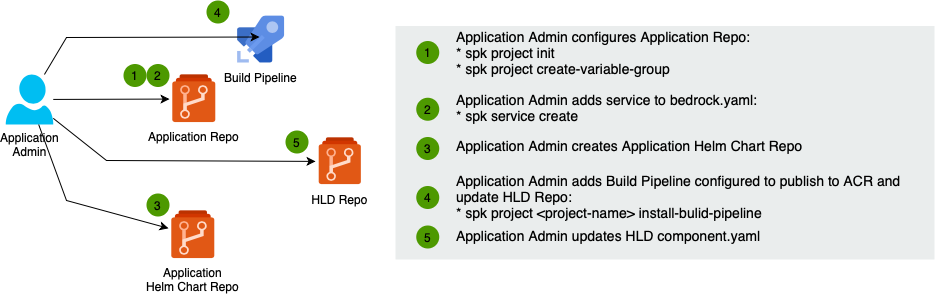 4
Build Pipeline
1 2
Application Repo
Application
Admin
5
HLD Repo
3
Application
Helm Chart Repo
1
Application Admin configures Application Repo:
* spk project init
* spk project create-variable-group
2
Application Admin adds service to bedrock.yaml:
* spk service create
3
Application Admin creates Application Helm Chart Repo
4
Application Admin adds Build Pipeline configured to publish to ACR and
update HLD Repo:
* spk project <project-name> install-bulid-pipeline
5
Application Admin updates HLD component.yaml